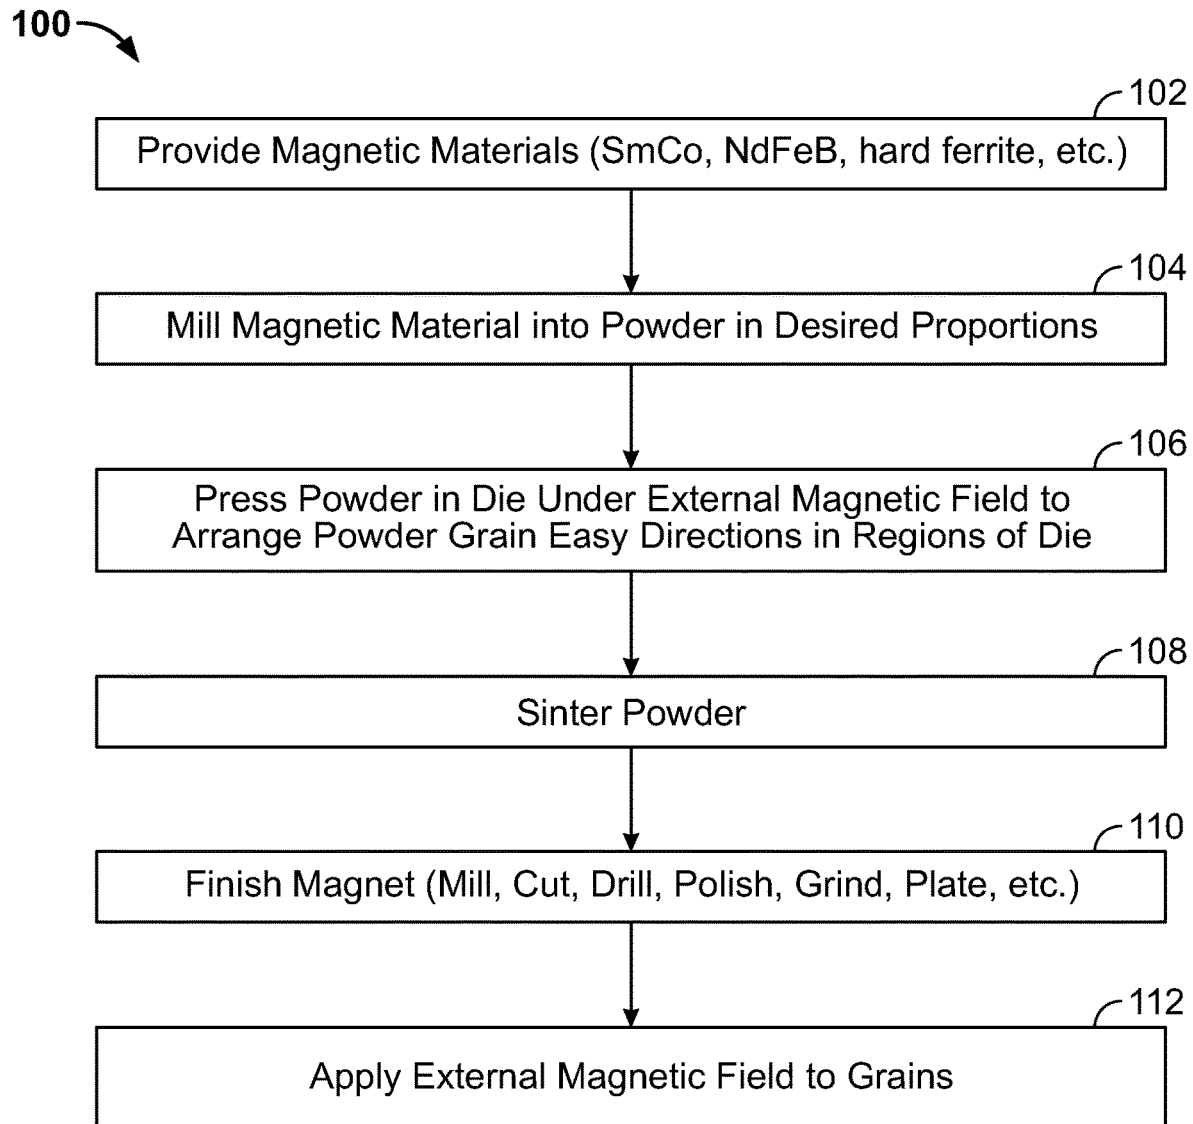 100
102
Provide Magnetic Materials (SmCo, NdFeB, hard ferrite, etc.)
104
Mill Magnetic Material into Powder in Desired Proportions
106
Press Powder in Die Under External Magnetic Field to
Arrange Powder Grain Easy Directions in Regions of Die
108
Sinter Powder
110
Finish Magnet (Mill, Cut, Drill, Polish, Grind, Plate, etc.)
112
Apply External Magnetic Field to Grains